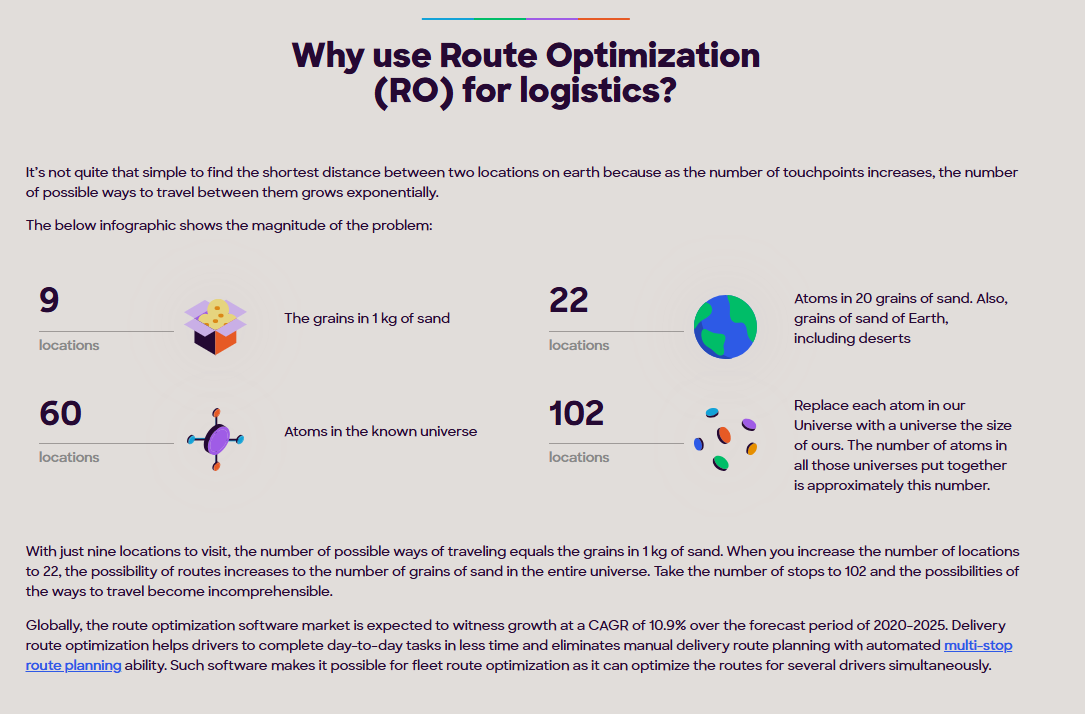 Why use Route Optimization
(RO) for logistics?
It's not quite that simple to find the shortest distance between two locations on earth because as the number of touchpoints increases, the number
of possible ways to travel between them grows exponentially.
The below infographic shows the magnitude of the problem:
9
locations
The grains in 1 kg of sand
22
locations
Atoms in 20 grains of sand. Also,
grains of sand of Earth,
including deserts
60
locations
Atoms in the known universe
102
locations
Replace each atom in our
Universe with a universe the size
of ours. The number of atoms in
all those universes put together
is approximately this number.
With just nine locations to visit, the number of possible ways of traveling equals the grains in 1 kg of sand. When you increase the number of locations
to 22, the possibility of routes increases to the number of grains of sand in the entire universe. Take the number of stops to 102 and the possibilities of
the ways to travel become incomprehensible.
Globally, the route optimization software market is expected to witness growth at a CAGR of 10.9% over the forecast period of 2020-2025. Delivery
route optimization helps drivers to complete day-to-day tasks in less time and eliminates manual delivery route planning with automated multi-stop
route planning ability. Such software makes it possible for fleet route optimization as it can optimize the routes for several drivers simultaneously.